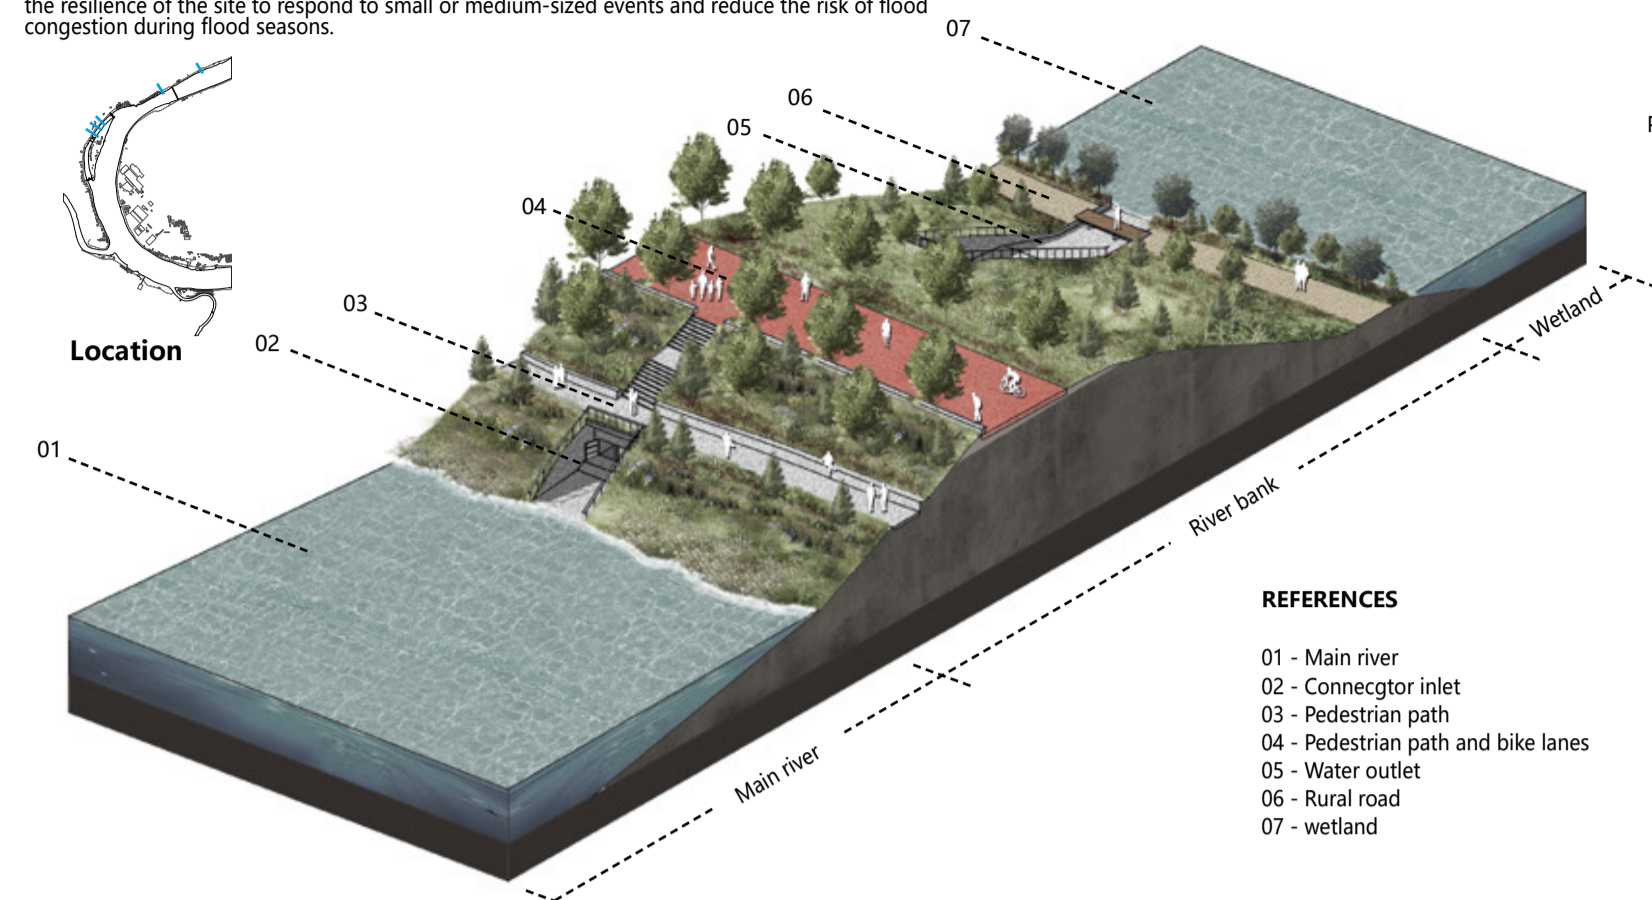 the resilience of the site to respond to small or medium-sized events and reduce the risk of flood
congestion during flood seasons.
07
06
05
04
03
02
01
Location
Wetland
River bank
Main river
REFERENCES
01 - Main river
02 - Connecgtor inlet
03 - Pedestrian path
04 - Pedestrian path and bike lanes
05 - Water outlet
06 - Rural road
07 - wetland